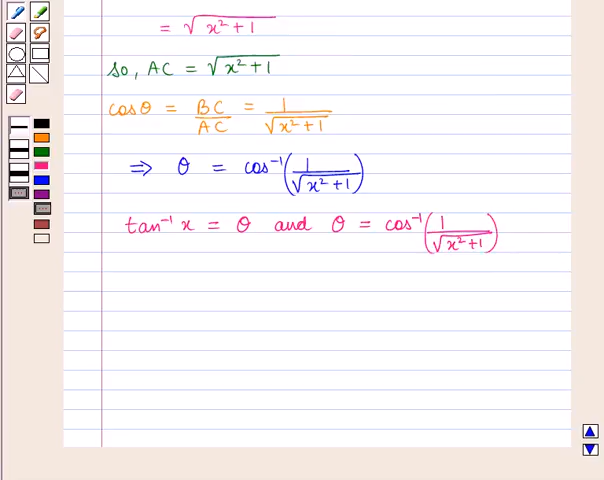 = √(x² + 1)
so, AC = √(x² + 1)
cosθ = BC/AC = 1/√(x² + 1)
⇒ θ = cos⁻¹(1/√(x² + 1))
tan⁻¹ x = θ and θ = cos⁻¹(1/√(x² + 1))